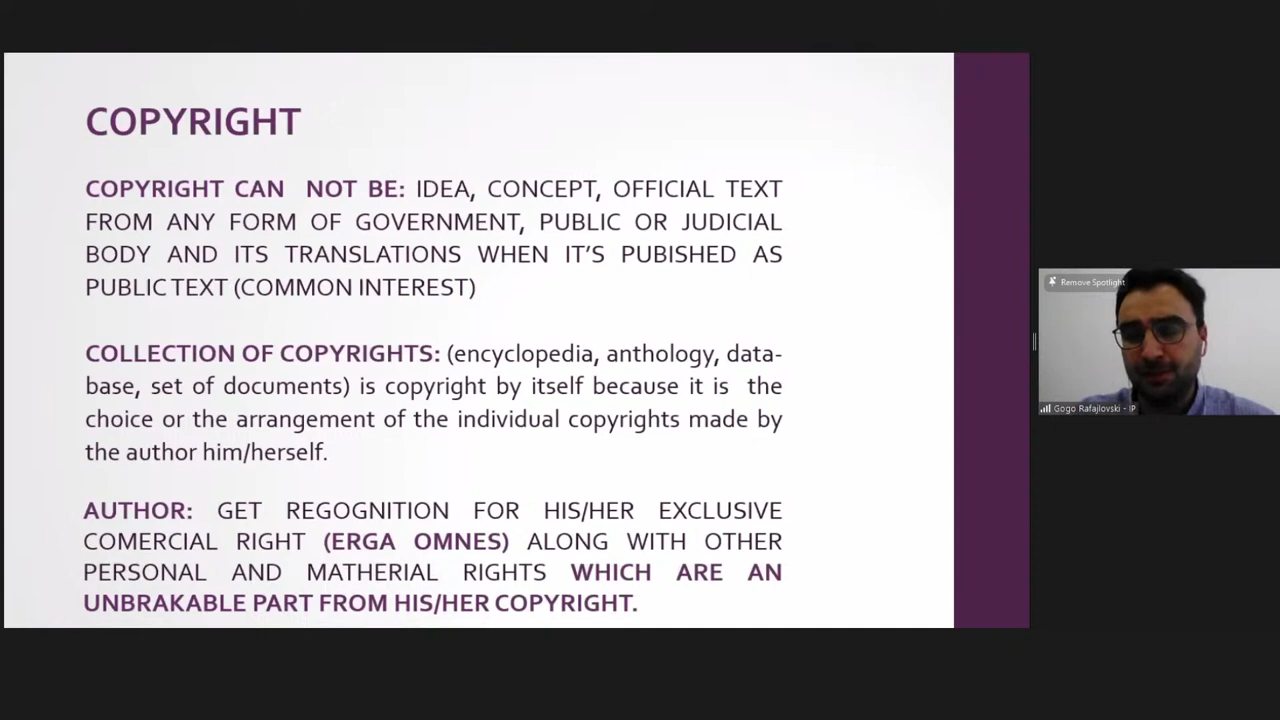 COPYRIGHT
COPYRIGHT CAN NOT BE: IDEA, CONCEPT, OFFICIAL TEXT
FROM ANY FORM OF GOVERNMENT, PUBLIC OR JUDICIAL
BODY AND ITS TRANSLATIONS WHEN IT'S PUBISHED AS
PUBLIC TEXT (COMMON INTEREST)
COLLECTION OF COPYRIGHTS: (encyclopedia, anthology, data-
base, set of documents) is copyright by itself because it is the
choice or the arrangement of the individual copyrights made by
the author him/herself.
AUTHOR: GET REGOGNITION FOR HIS/HER EXCLUSIVE
COMERCIAL RIGHT (ERGA OMNES) ALONG WITH OTHER
PERSONAL AND MATHERIAL RIGHTS WHICH ARE AN
UNBRAKABLE PART FROM HIS/HER COPYRIGHT.
Remove Spotlight
Gogo Rafajlovski - IP